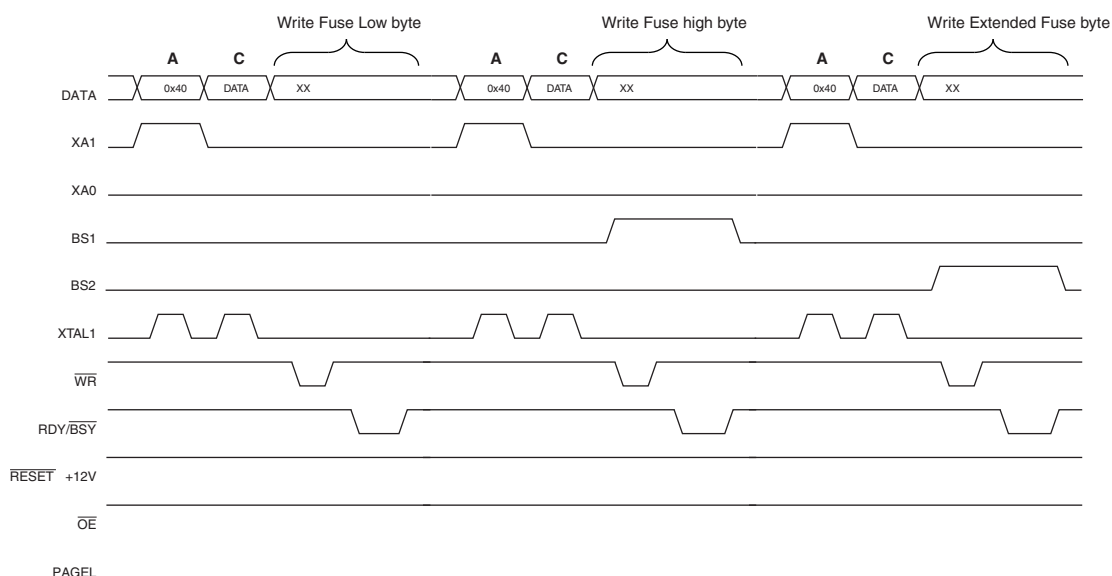 Write Fuse Low byte Write Fuse high byte Write Extended Fuse byte
A C A C A C
DATA 0x40 DATA XX 0x40 DATA XX 0x40 DATA XX
XA1
XA0
BS1
BS2
XTAL1
WR
RDY/BSY
RESET +12V
OE
PAGEL